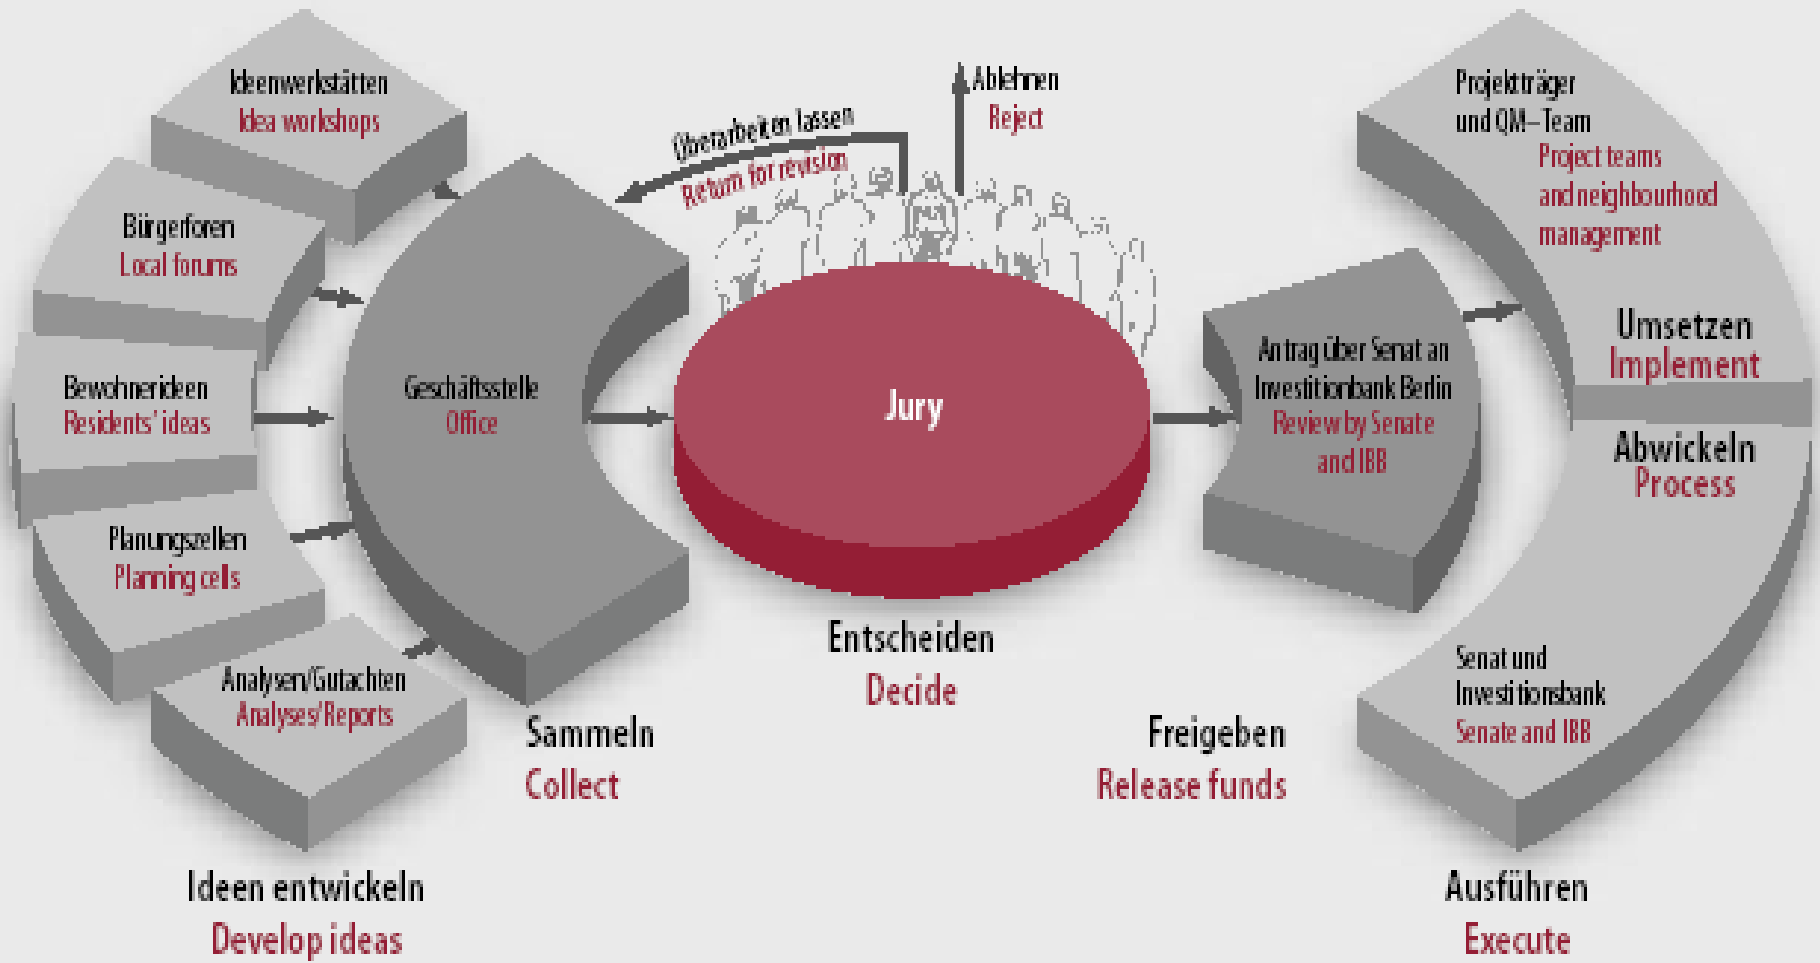 Ideenwerkstätten
Idea workshops
Bürgerforen
Local forums
Bewohnerideen
Residents' ideas
Planungszellen
Planning cells
Analysen/Gutachten
Analyses/Reports
Ideen entwickeln
Develop ideas
Geschäftsstelle
Office
Sammeln
Collect
Überarbeiten lassen
Return for revision
Ablehnen
Reject
Jury
Entscheiden
Decide
Antrag über Senat an
Investitionbank Berlin
Review by Senate
and IBB
Freigeben
Release funds
Projektträger
und QM–Team
Project teams
and neighbourhood
management
Umsetzen
Implement
Abwickeln
Process
Senat und
Investitionsbank
Senate and IBB
Ausführen
Execute